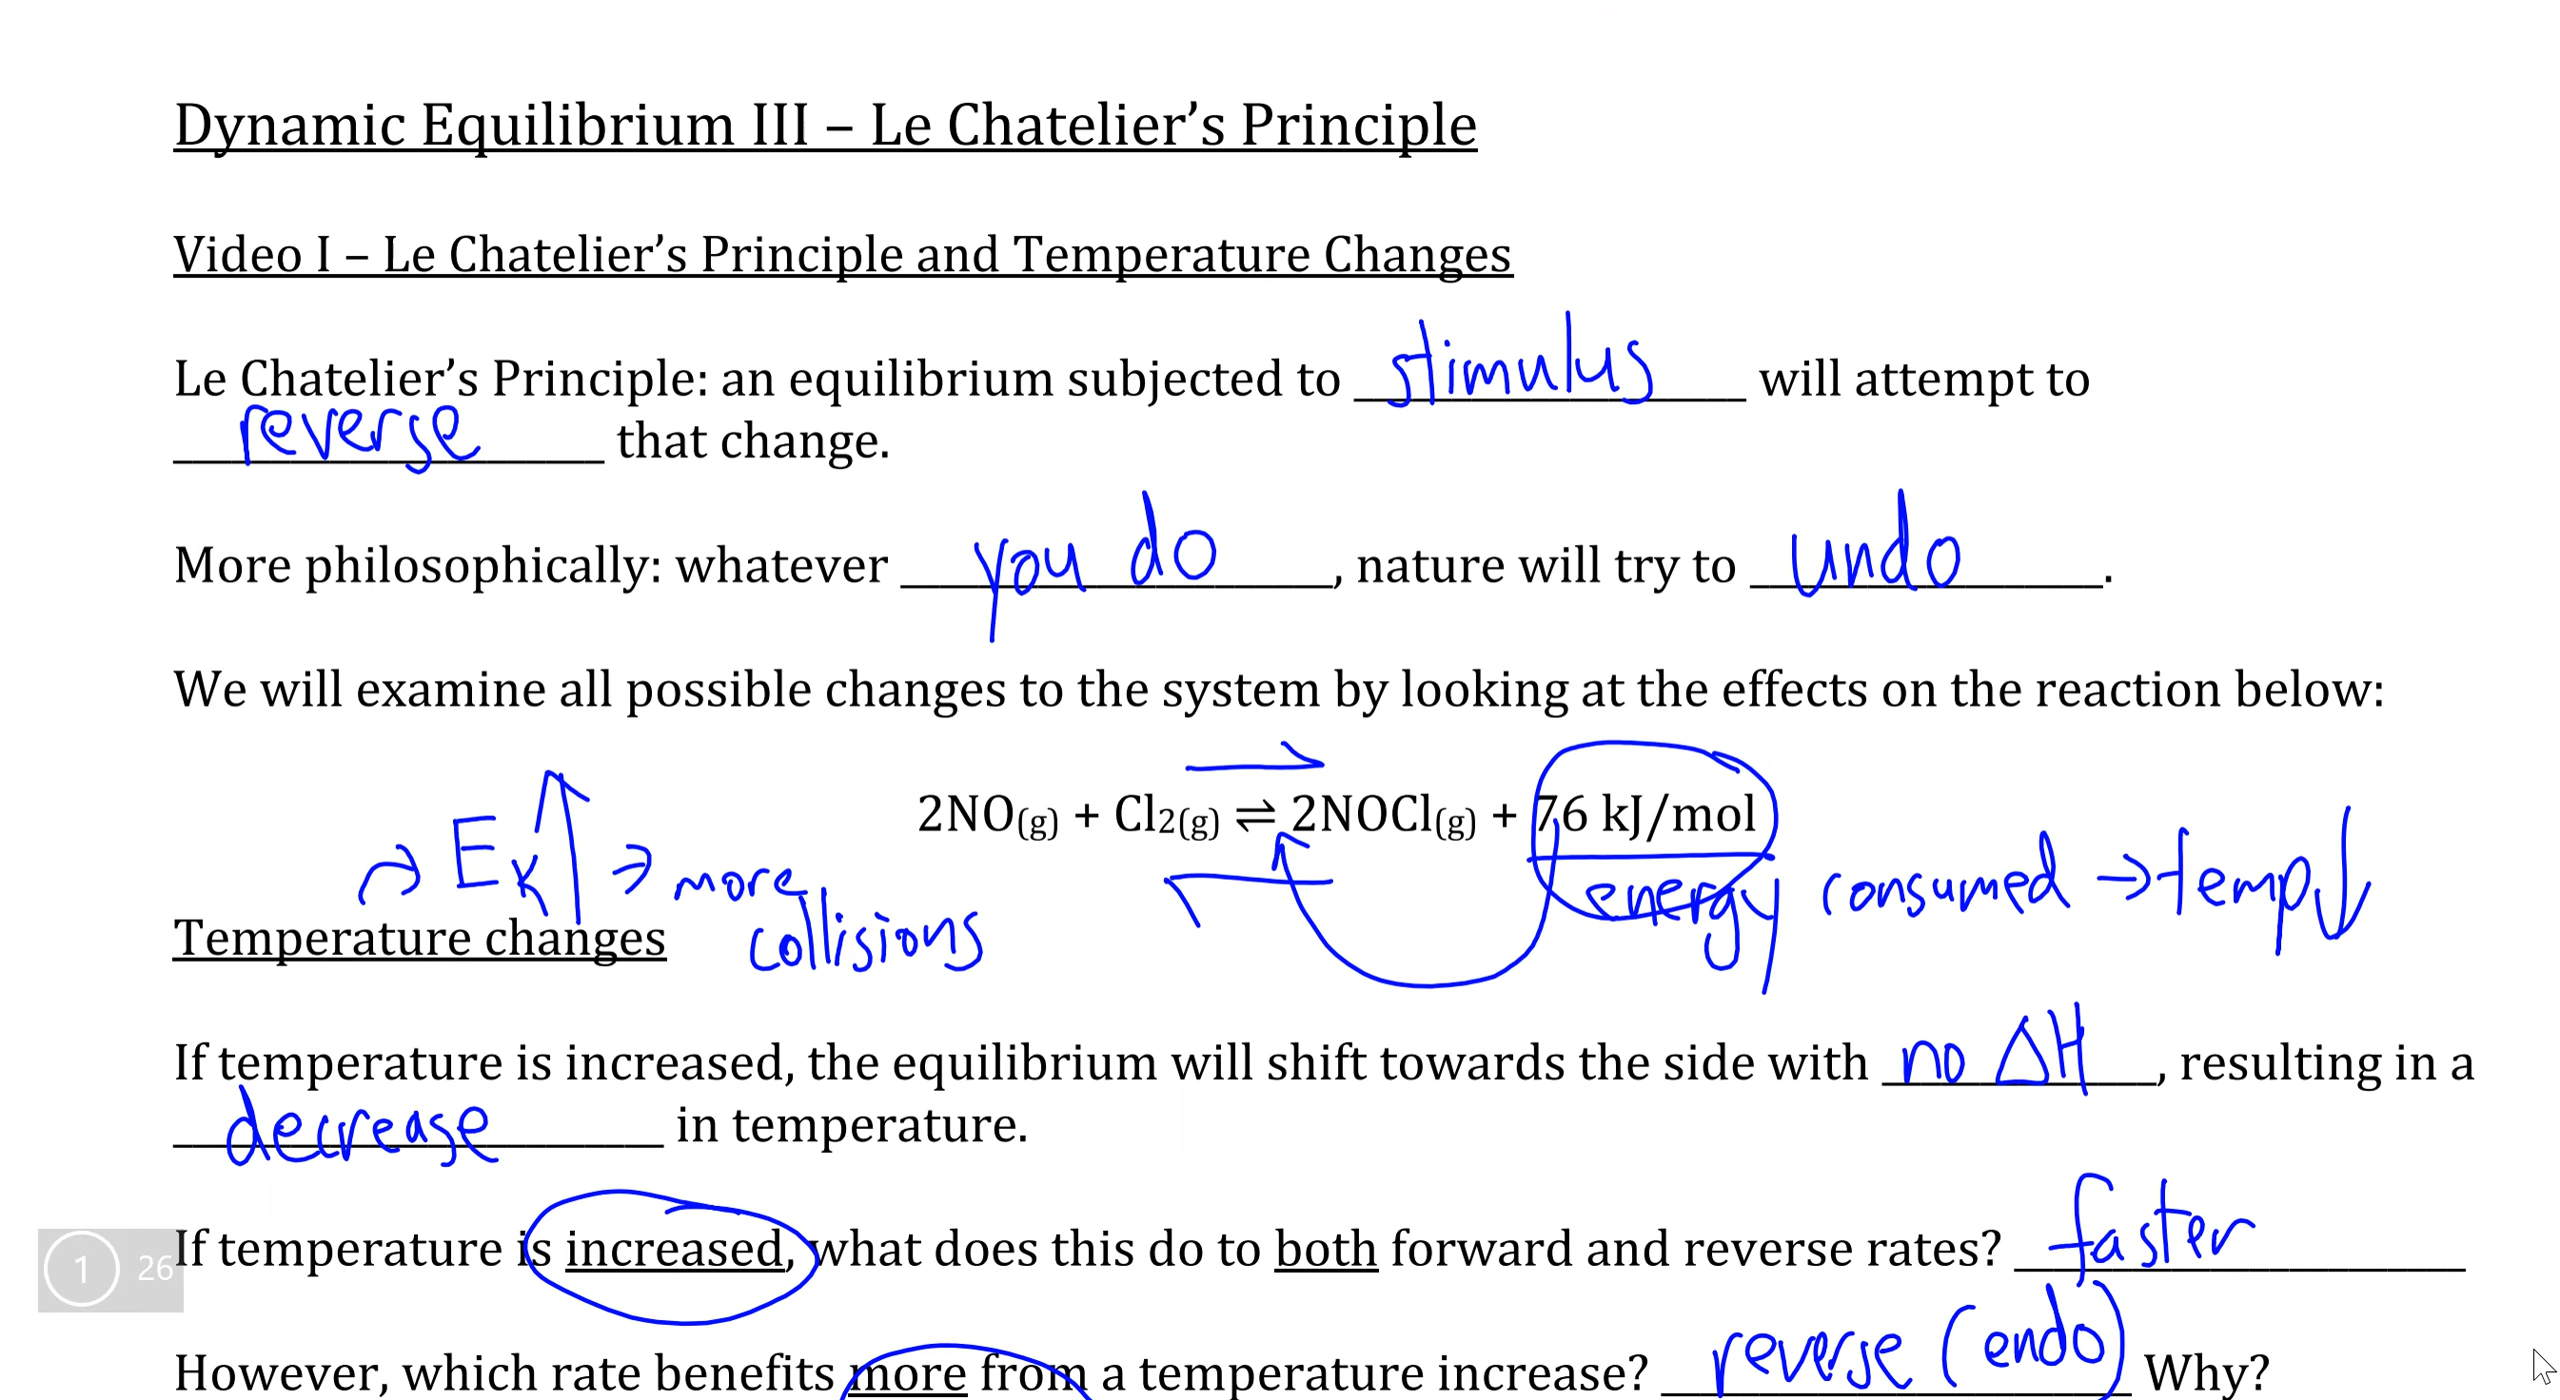 Dynamic Equilibrium III – Le Chatelier’s Principle
Video I – Le Chatelier’s Principle and Temperature Changes
Le Chatelier’s Principle: an equilibrium subjected to stimulus will attempt to
reverse that change.
More philosophically: whatever you do, nature will try to undo.
We will examine all possible changes to the system by looking at the effects on the reaction below:
2NO(g) + Cl2(g) ⇌ 2NOCl(g) + 76 kJ/mol
→ EK↑ → more collisions
energy consumed → temp↓
Temperature changes
If temperature is increased, the equilibrium will shift towards the side with no ΔH, resulting in a
decrease in temperature.
If temperature is increased, what does this do to both forward and reverse rates? faster
However, which rate benefits more from a temperature increase? reverse (endo) Why?
1 26